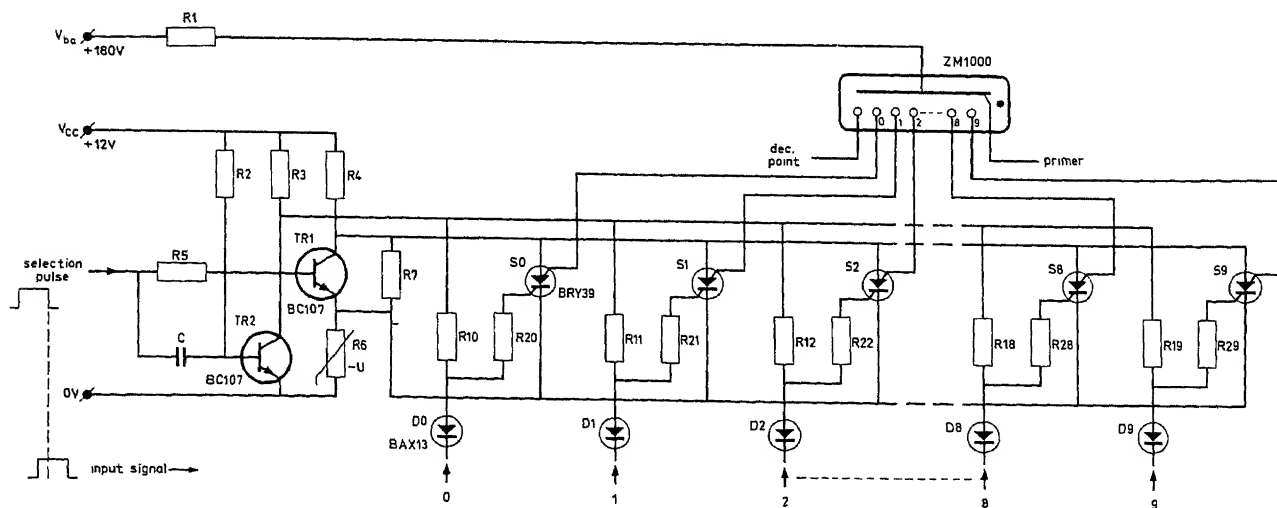 R1
Vba
+180V
ZM1000
0 1 2 8 9
VCC
+12V
dec.
point
primer
R2 R3 R4
TR1
selection
pulse
R5
BC107
R7
S0 S1 S2 S8 S9
BRY39
TR2
C
BC107
R6
-U
R10 R20 R11 R21 R12 R22 R18 R28 R19 R29
0V
D0 D1 D2 D8 D9
BAX13
input signal
0 1 2 8 9